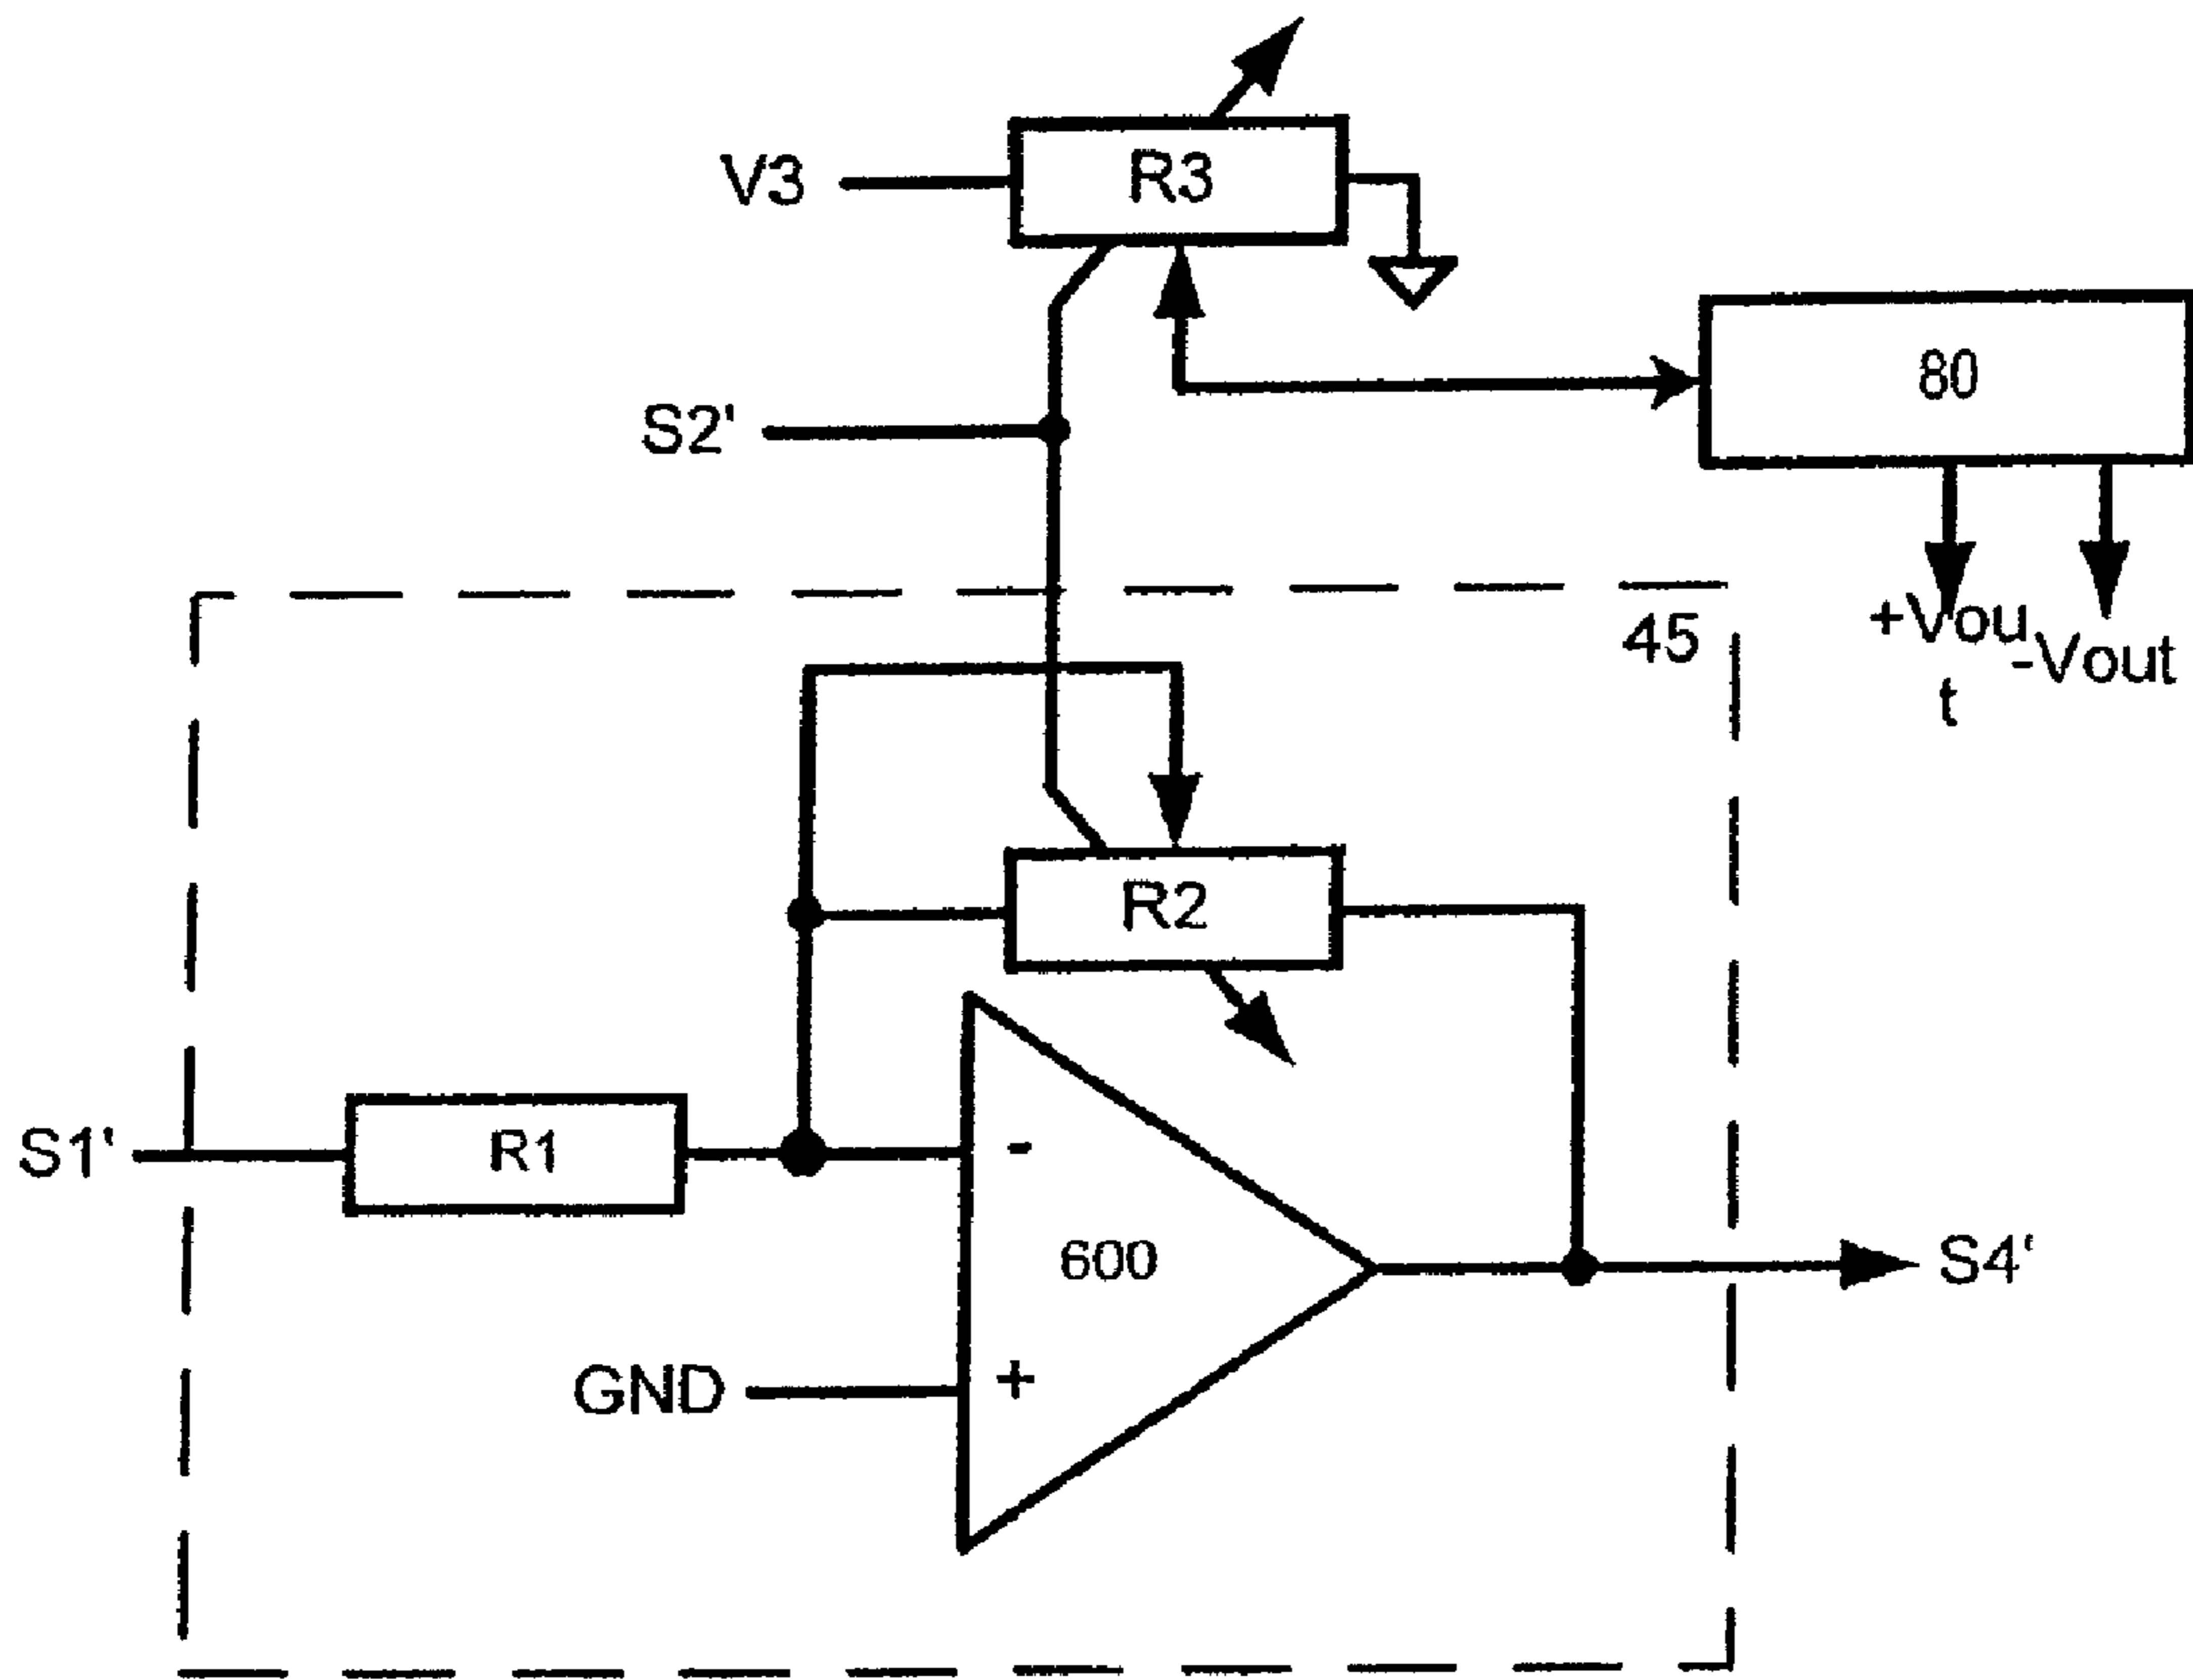 V3
R3
80
S2'
45
+Vou
t
-Vout
R2
S1'
R1
-
600
S4'
GND
+